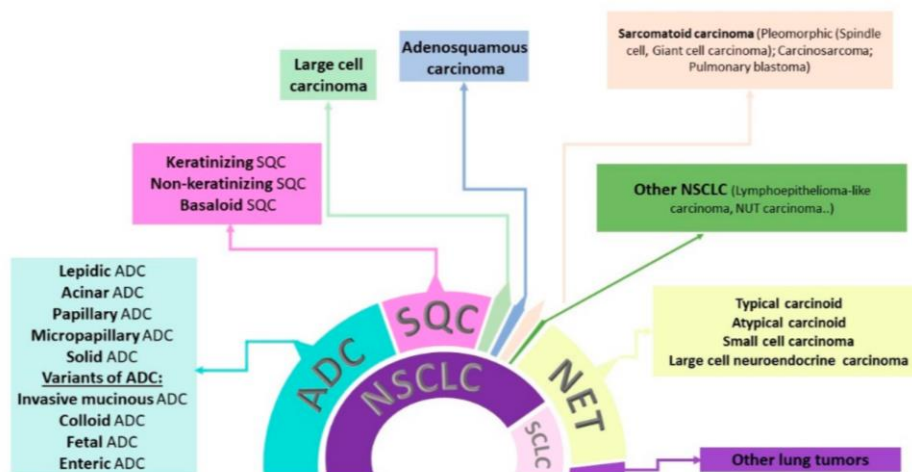 Large cell
carcinoma
Adenosquamous
carcinoma
Sarcomatoid carcinoma (Pleomorphic (Spindle
cell, Giant cell carcinoma); Carcinosarcoma;
Pulmonary blastoma)
Keratinizing SQC
Non-keratinizing SQC
Basaloid SQC
Other NSCLC (Lymphoepithelioma-like
carcinoma, NUT carcinoma..)
Lepidic ADC
Acinar ADC
Papillary ADC
Micropapillary ADC
Solid ADC
Variants of ADC:
Invasive mucinous ADC
Colloid ADC
Fetal ADC
Enteric ADC
Typical carcinoid
Atypical carcinoid
Small cell carcinoma
Large cell neuroendocrine carcinoma
ADC
SQC
NET
NSCLC
SCLC
Other lung tumors